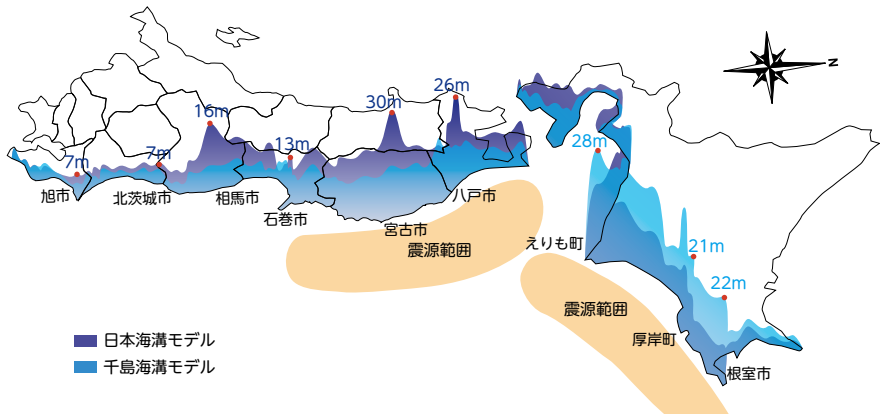 N
16m
30m
26m
13m
7m
7m
28m
21m
22m
旭市
北茨城市
相馬市
石巻市
宮古市
八戸市
えりも町
厚岸町
根室市
震源範囲
震源範囲
日本海溝モデル
千島海溝モデル